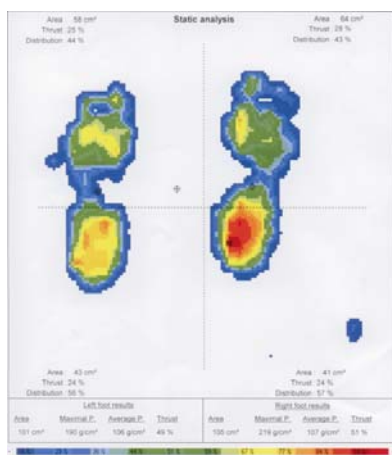 Static analysis
Area : 58 cm²
Thrust : 25 %
Distribution : 44 %
Area : 64 cm²
Thrust : 28 %
Distribution : 43 %
Area : 43 cm²
Thrust : 24 %
Distribution : 56 %
Area : 41 cm²
Thrust : 24 %
Distribution : 57 %
Left foot results
Area Maximal P. Average P. Thrust
101 cm² 190 g/cm² 106 g/cm² 49 %
Right foot results
Area Maximal P. Average P. Thrust
219 g/cm² 107 g/cm² 51 %